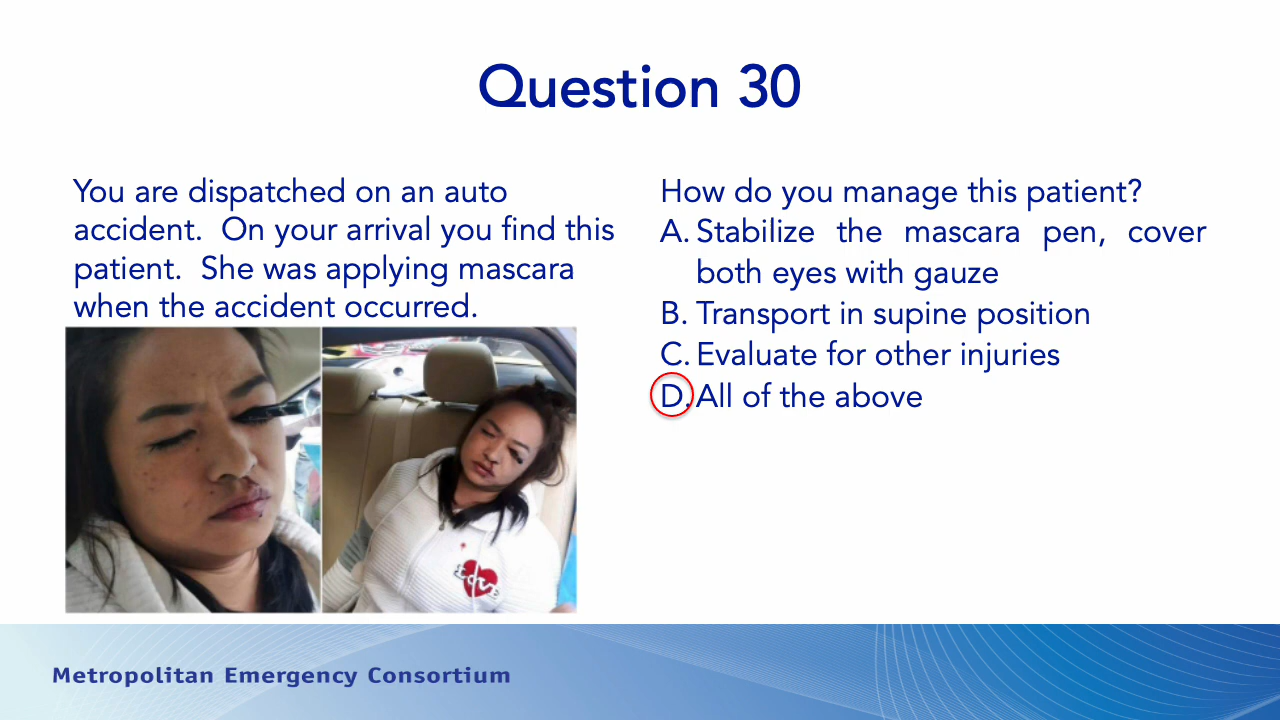 Question 30
You are dispatched on an auto
accident. On your arrival you find this
patient. She was applying mascara
when the accident occurred.
How do you manage this patient?
A. Stabilize the mascara pen, cover
both eyes with gauze
B. Transport in supine position
C. Evaluate for other injuries
D. All of the above
Metropolitan Emergency Consortium